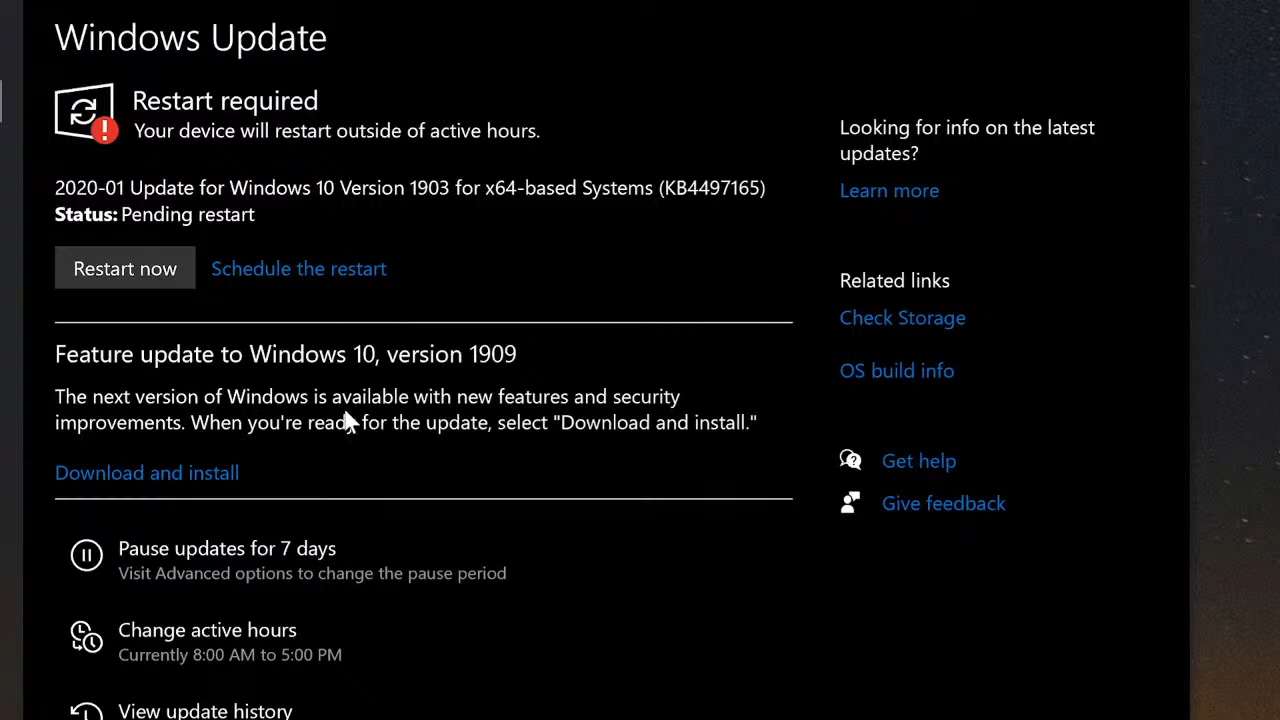 Windows Update
Restart required
Your device will restart outside of active hours.
2020-01 Update for Windows 10 Version 1903 for x64-based Systems (KB4497165)
Status: Pending restart
Restart now
Schedule the restart
Feature update to Windows 10, version 1909
The next version of Windows is available with new features and security
improvements. When you're ready for the update, select "Download and install."
Download and install
Pause updates for 7 days
Visit Advanced options to change the pause period
Change active hours
Currently 8:00 AM to 5:00 PM
View update history
Looking for info on the latest
updates?
Learn more
Related links
Check Storage
OS build info
Get help
Give feedback